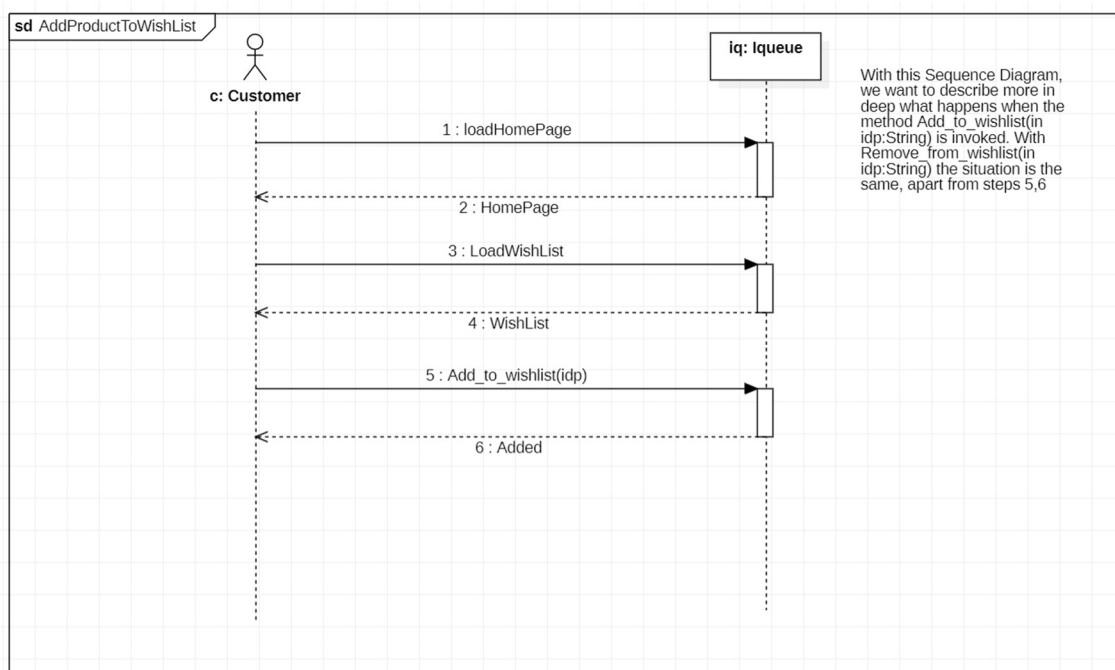 sd AddProductToWishList
c: Customer
iq: Iqueue
With this Sequence Diagram,
we want to describe more in
deep what happens when the
method Add_to_wishlist(in
idp:String) is invoked. With
Remove_from_wishlist(in
idp:String) the situation is the
same, apart from steps 5,6
1 : loadHomePage
2 : HomePage
3 : LoadWishList
4 : WishList
5 : Add_to_wishlist(idp)
6 : Added